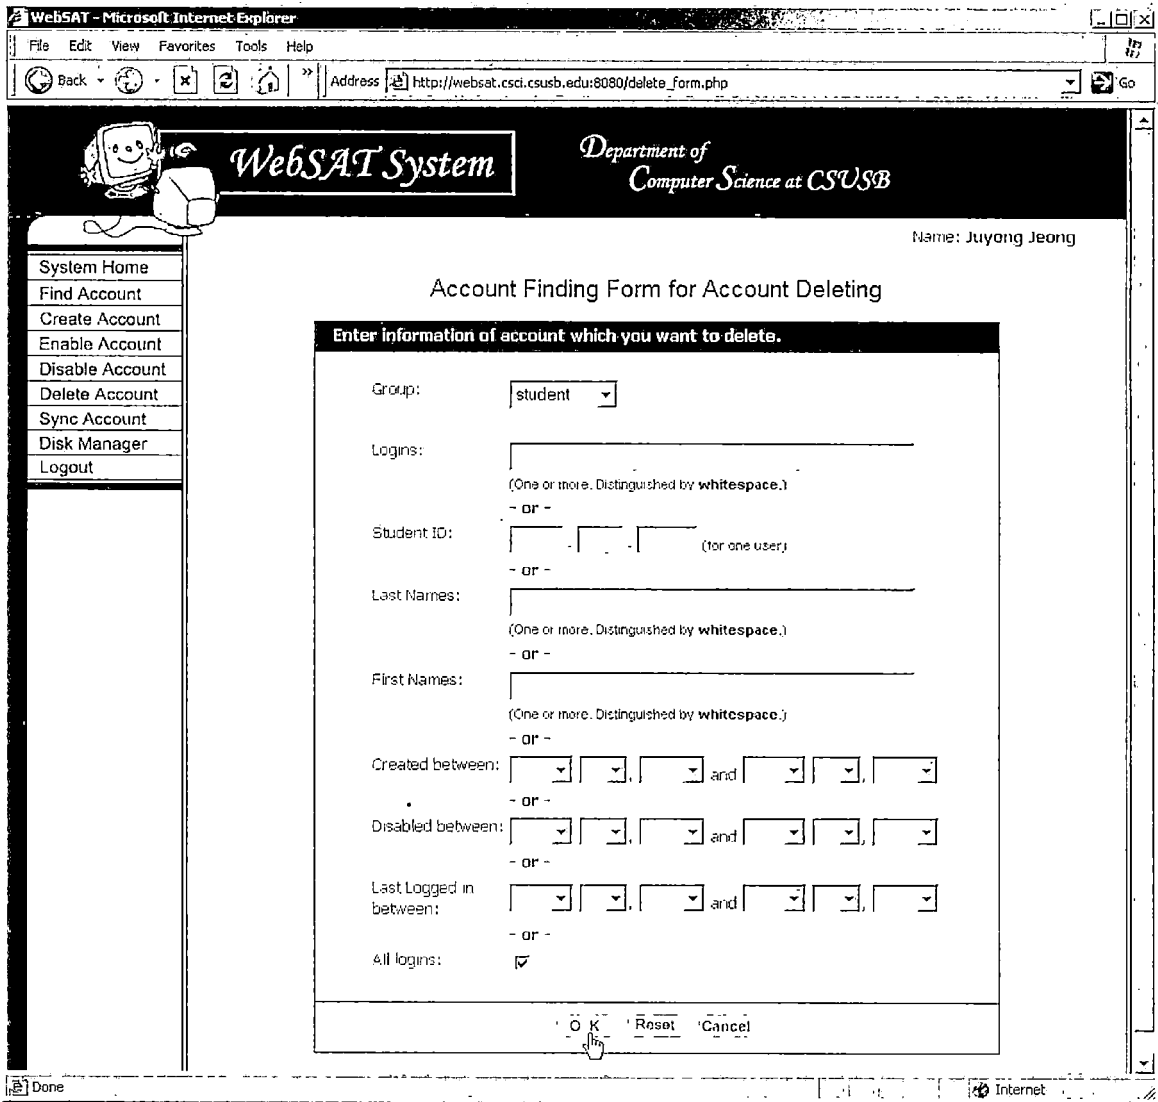 WebSAT - Microsoft Internet Explorer
File Edit View Favorites Tools Help
Back » Address http://websat.csci.csusb.edu:8080/delete_form.php Go
WebSAT System
Department of
Computer Science at CSUSB
Name: Juyong Jeong
System Home
Find Account
Create Account
Enable Account
Disable Account
Delete Account
Sync Account
Disk Manager
Logout
Account Finding Form for Account Deleting
Enter information of account which you want to delete.
Group: student
Logins:
(One or more. Distinguished by whitespace.)
- or -
Student ID: - - (for one user)
- or -
Last Names:
(One or more. Distinguished by whitespace.)
- or -
First Names:
(One or more. Distinguished by whitespace.)
- or -
Created between: , and ,
- or -
Disabled between: , and ,
- or -
Last Logged in
between: , and ,
- or -
All logins:
O K Reset Cancel
Done Internet